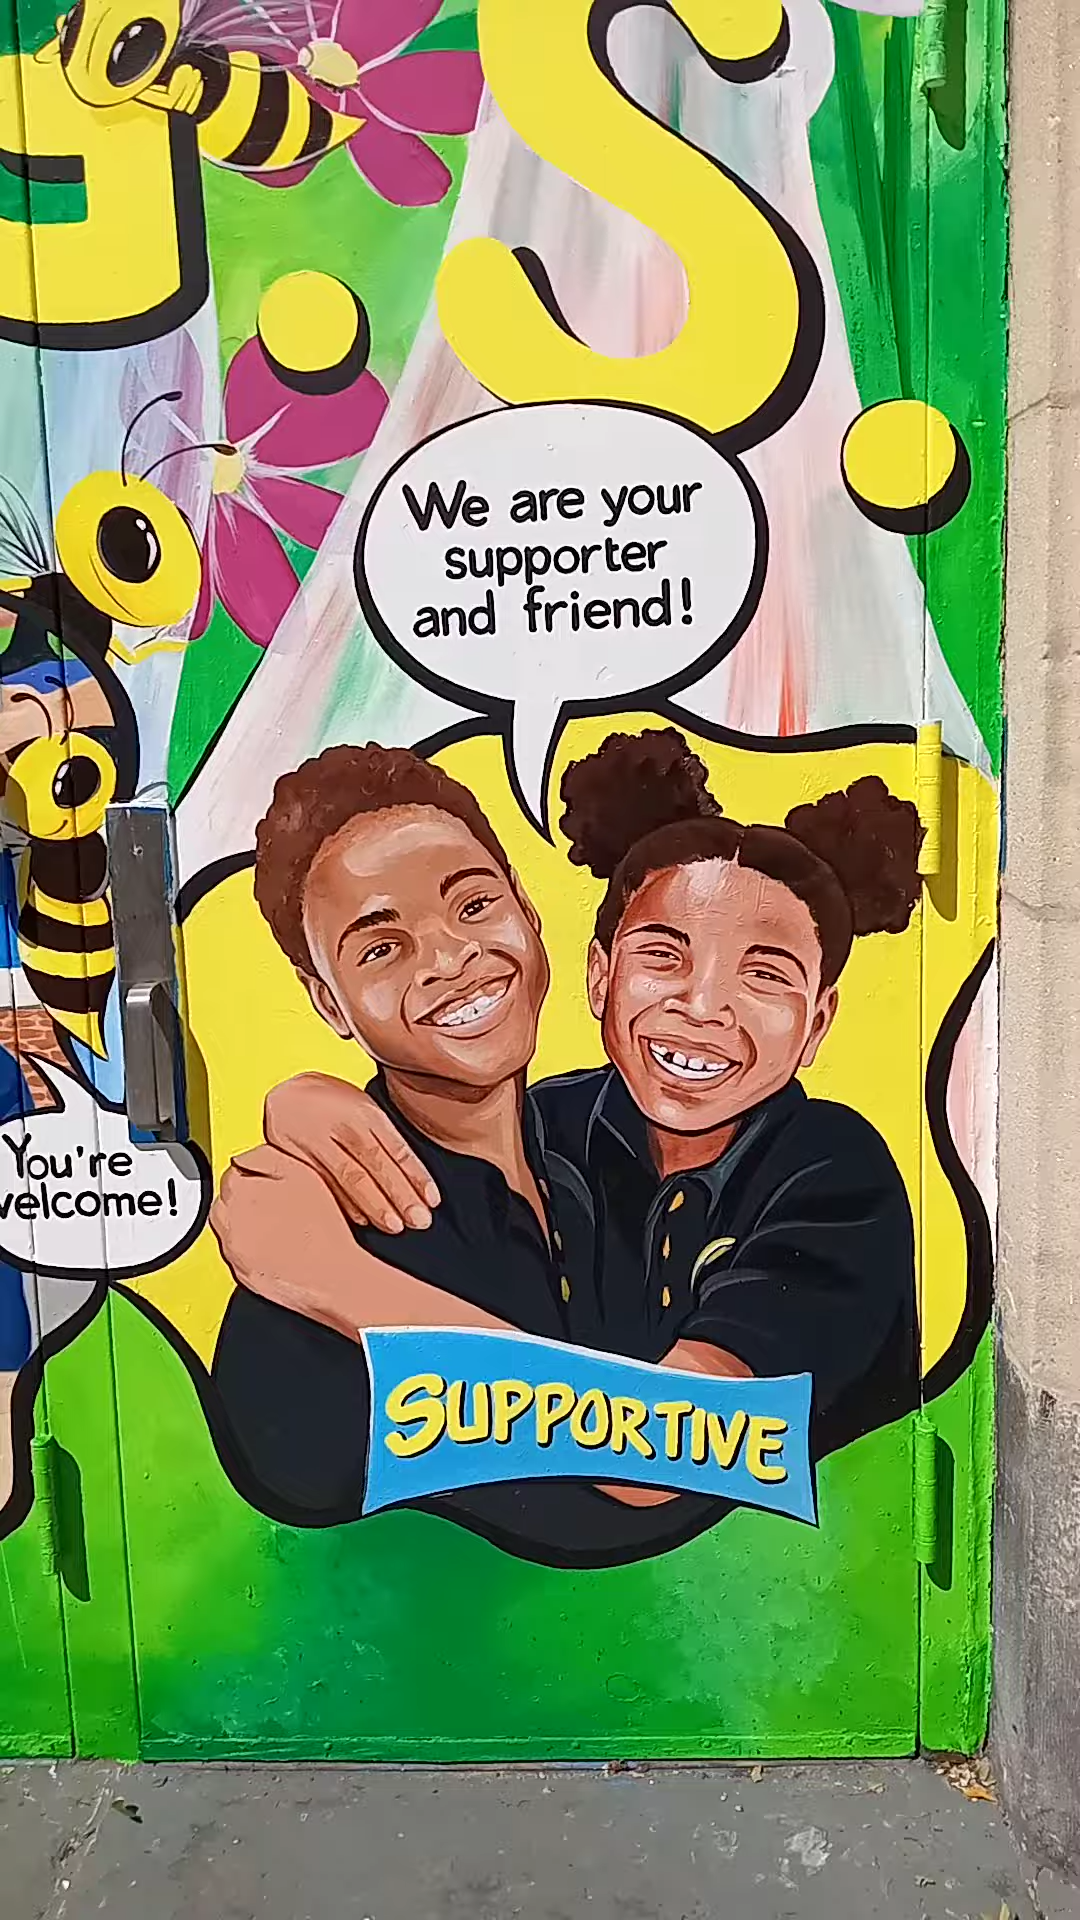 G.S.
We are your
supporter
and friend!
You're
welcome!
SUPPORTIVE